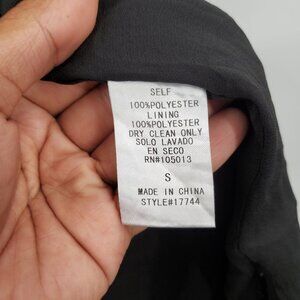 SELF
100%POLYESTER
LINING
100%POLYESTER
DRY CLEAN ONLY
SOLO LAVADO
EN SECO
RN#105013
S
MADE IN CHINA
STYLE#17744